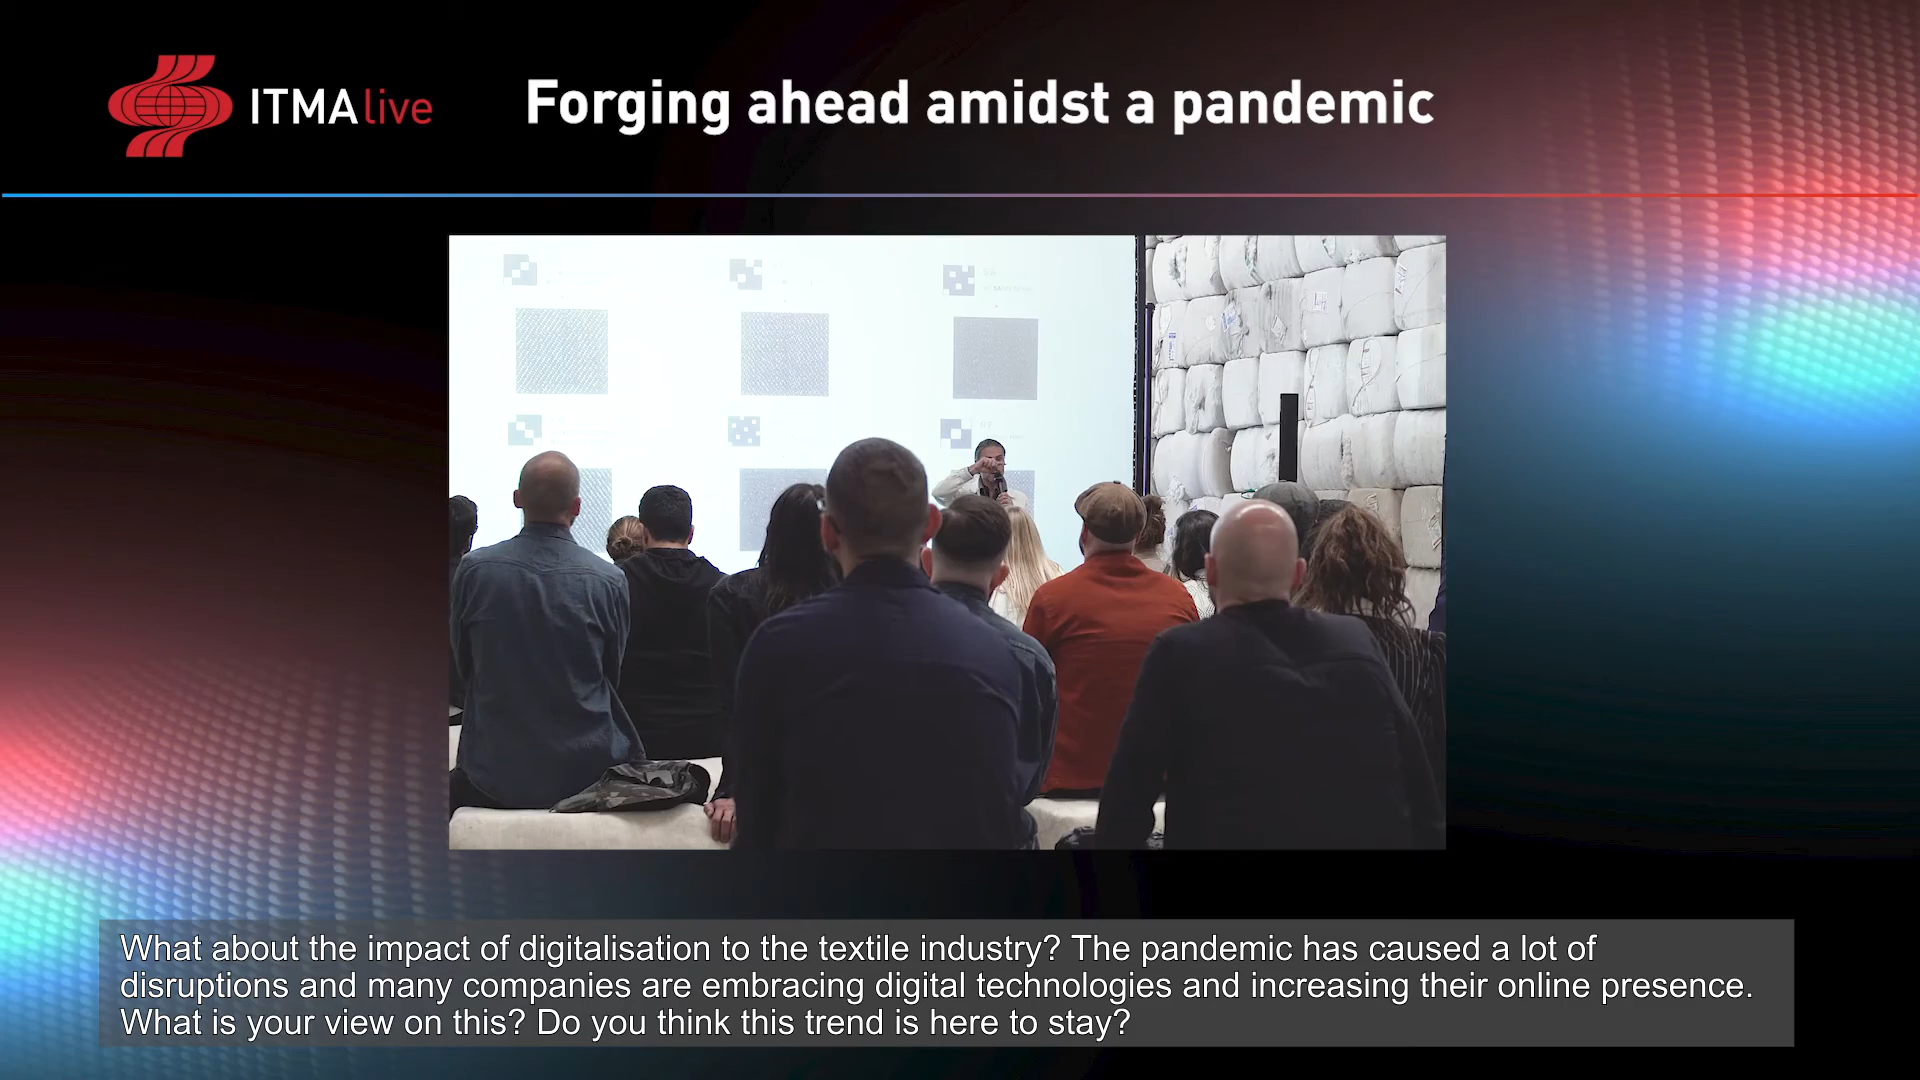 ITMAlive
Forging ahead amidst a pandemic
What about the impact of digitalisation to the textile industry? The pandemic has caused a lot of
disruptions and many companies are embracing digital technologies and increasing their online presence.
What is your view on this? Do you think this trend is here to stay?